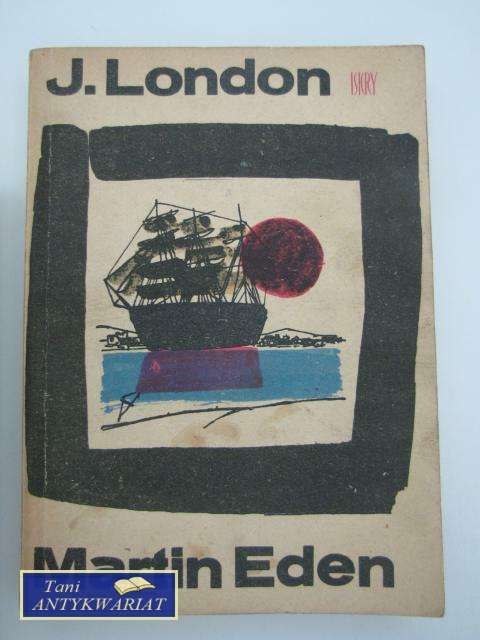 J. London ISKRY
Martin Eden
Tani
ANTYKWARIAT